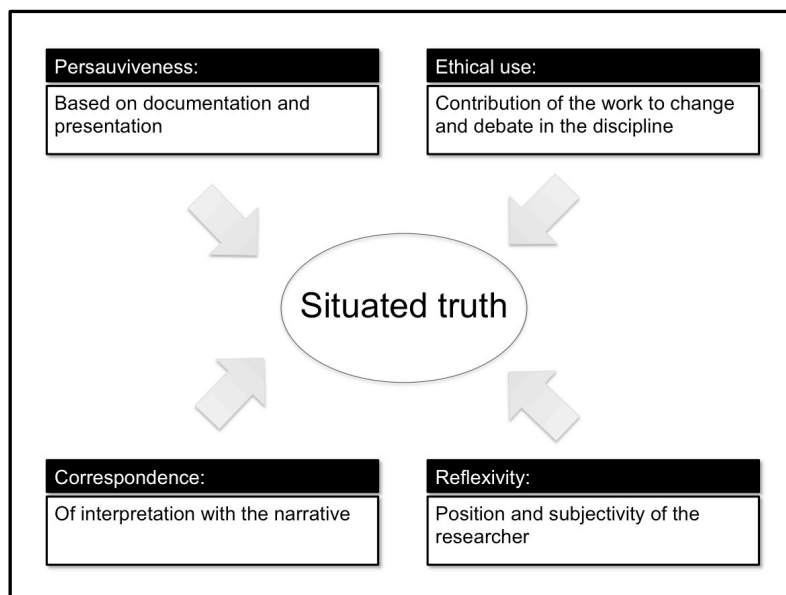 Persauviveness:
Based on documentation and
presentation
Ethical use:
Contribution of the work to change
and debate in the discipline
Situated truth
Correspondence:
Of interpretation with the narrative
Reflexivity:
Position and subjectivity of the
researcher